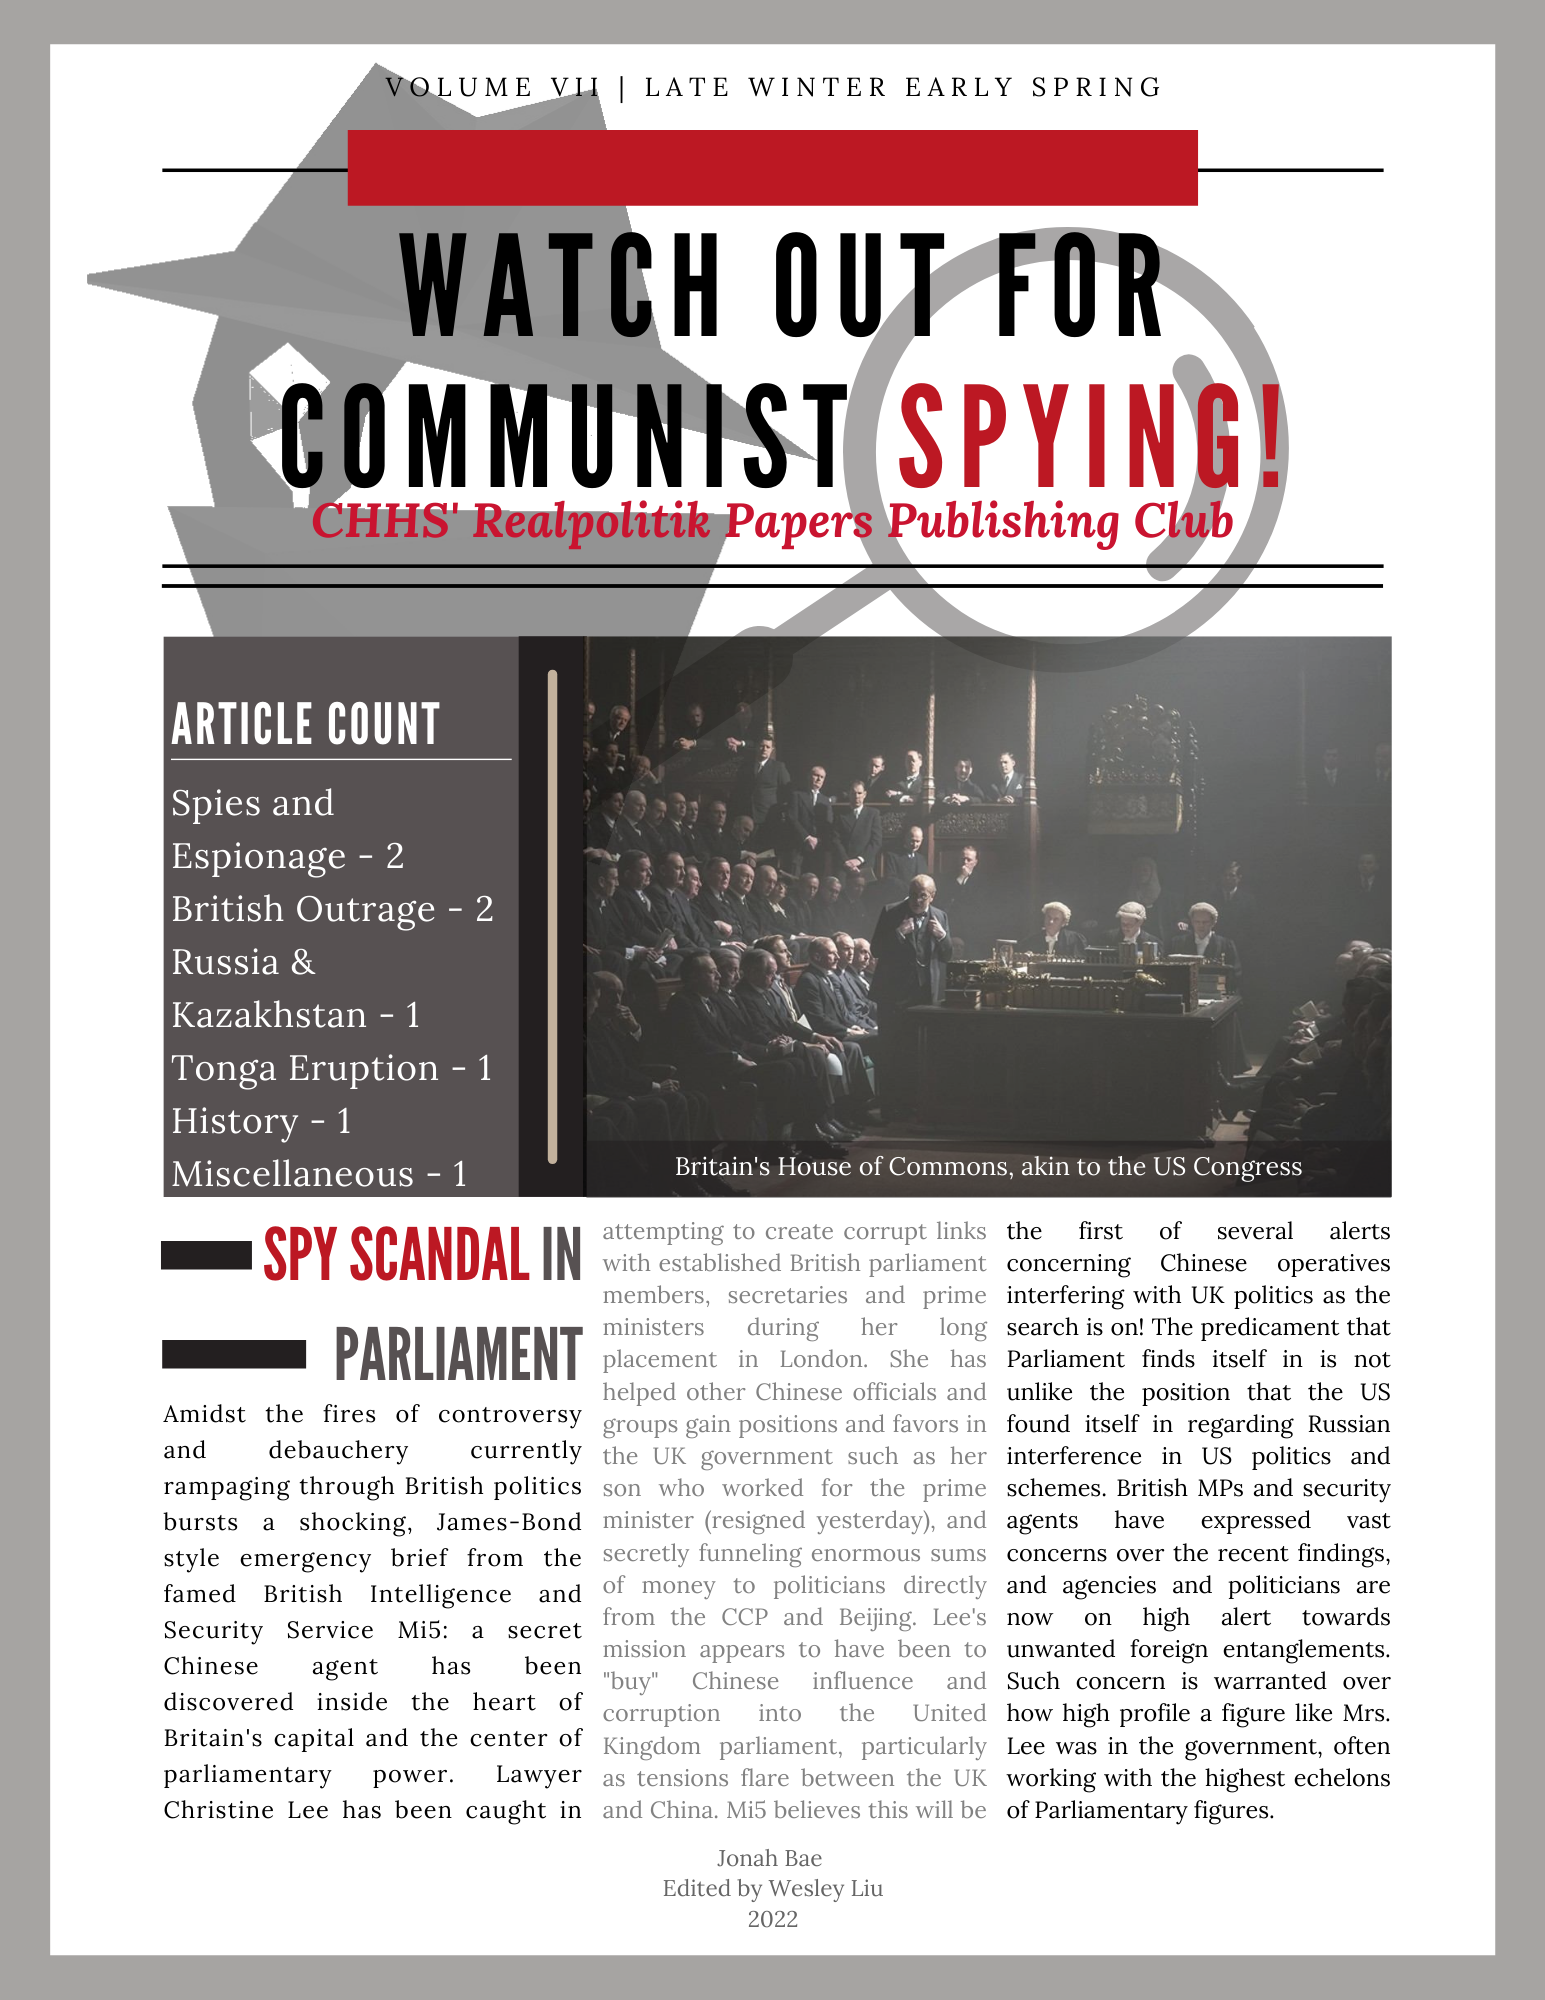 VOLUME VII | LATE WINTER EARLY SPRING
WATCH OUT FOR
COMMUNIST SPYING!
CHHS' Realpolitik Papers Publishing Club
ARTICLE COUNT
Spies and
Espionage - 2
British Outrage - 2
Russia &
Kazakhstan - 1
Tonga Eruption - 1
History - 1
Miscellaneous - 1
Britain's House of Commons, akin to the US Congress
SPY SCANDAL IN
PARLIAMENT
Amidst the fires of controversy
and debauchery currently
rampaging through British politics
bursts a shocking, James-Bond
style emergency brief from the
famed British Intelligence and
Security Service Mi5: a secret
Chinese agent has been
discovered inside the heart of
Britain's capital and the center of
parliamentary power. Lawyer
Christine Lee has been caught in
attempting to create corrupt links
with established British parliament
members, secretaries and prime
ministers during her long
placement in London. She has
helped other Chinese officials and
groups gain positions and favors in
the UK government such as her
son who worked for the prime
minister (resigned yesterday), and
secretly funneling enormous sums
of money to politicians directly
from the CCP and Beijing. Lee's
mission appears to have been to
"buy" Chinese influence and
corruption into the United
Kingdom parliament, particularly
as tensions flare between the UK
and China. Mi5 believes this will be
the first of several alerts
concerning Chinese operatives
interfering with UK politics as the
search is on! The predicament that
Parliament finds itself in is not
unlike the position that the US
found itself in regarding Russian
interference in US politics and
schemes. British MPs and security
agents have expressed vast
concerns over the recent findings,
and agencies and politicians are
now on high alert towards
unwanted foreign entanglements.
Such concern is warranted over
how high profile a figure like Mrs.
Lee was in the government, often
working with the highest echelons
of Parliamentary figures.
Jonah Bae
Edited by Wesley Liu
2022